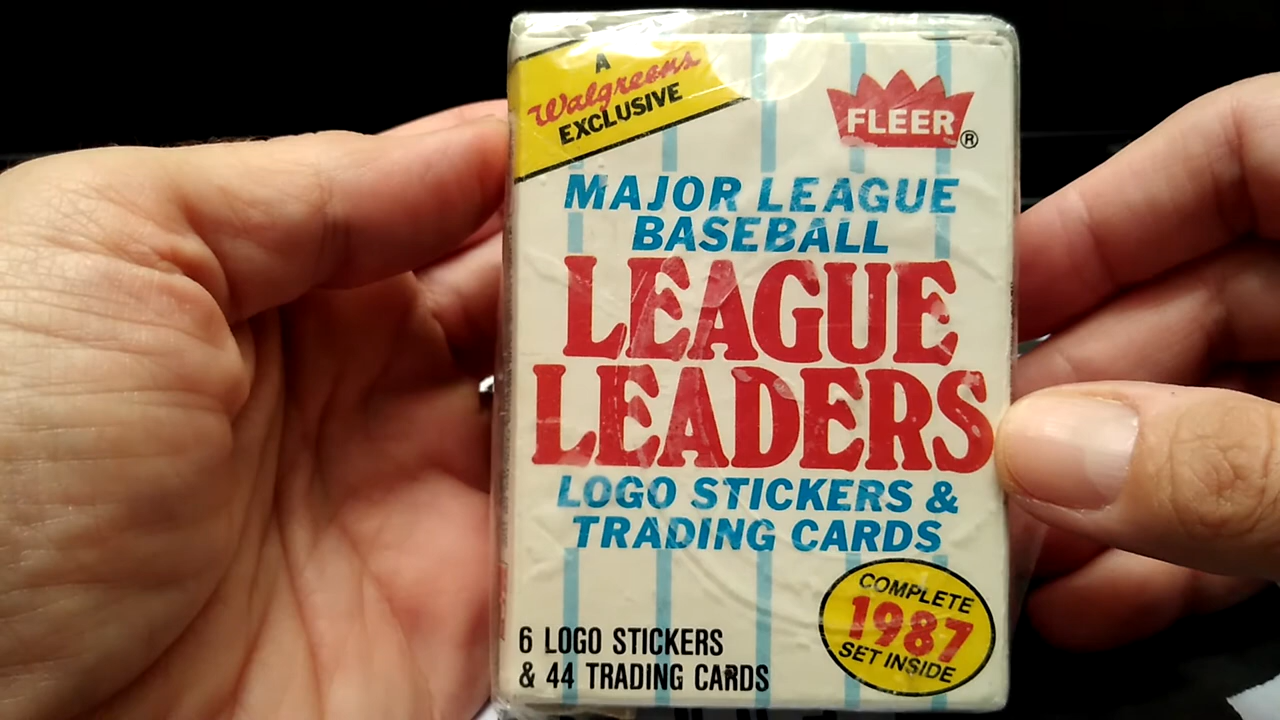 A
Walgreens
EXCLUSIVE
FLEER®
MAJOR LEAGUE
BASEBALL
LEAGUE
LEADERS
LOGO STICKERS &
TRADING CARDS
COMPLETE
1987
SET INSIDE
6 LOGO STICKERS
& 44 TRADING CARDS